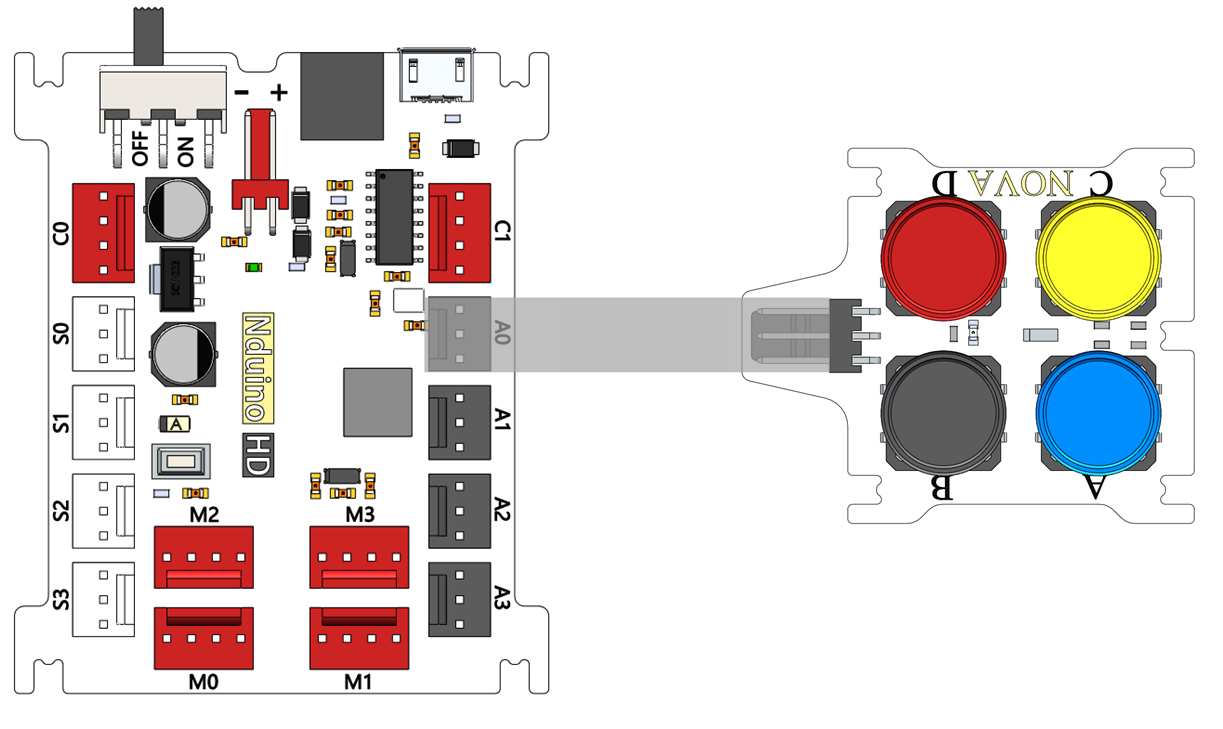 - +
OFF ON
C0
C1
S0
A0
Nduino
HD
S1
A
A1
S2
A2
M2 M3
S3
A3
M0 M1
D NOVA C
B A